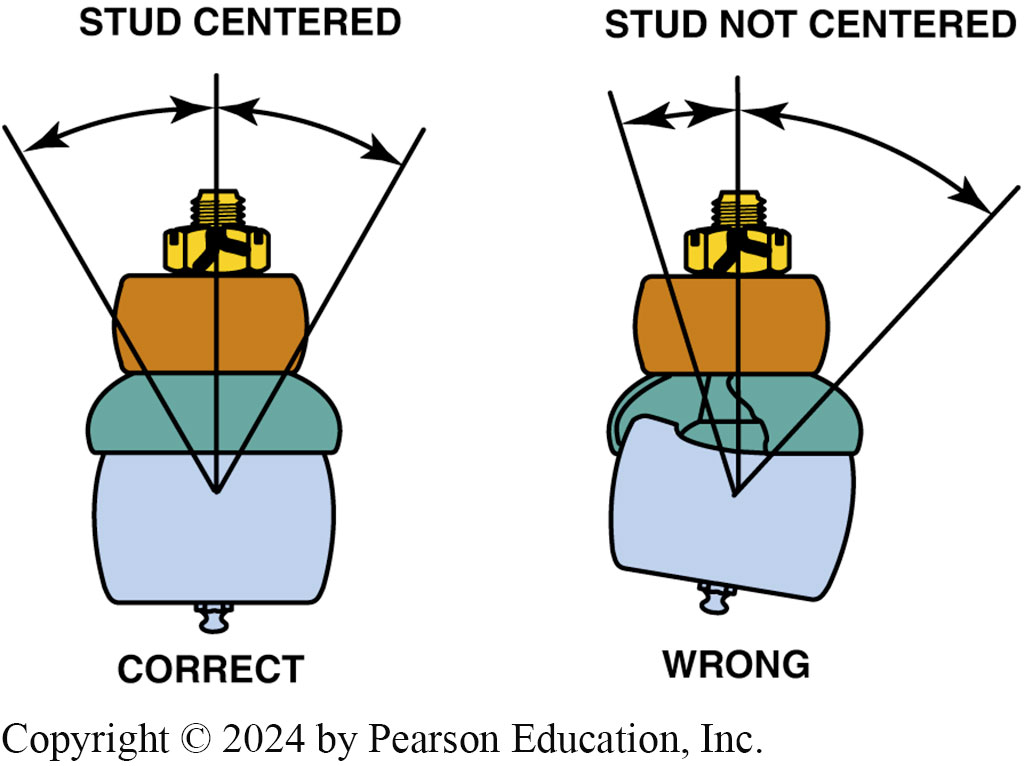 STUD CENTERED
STUD NOT CENTERED
CORRECT
WRONG
Copyright © 2024 by Pearson Education, Inc.